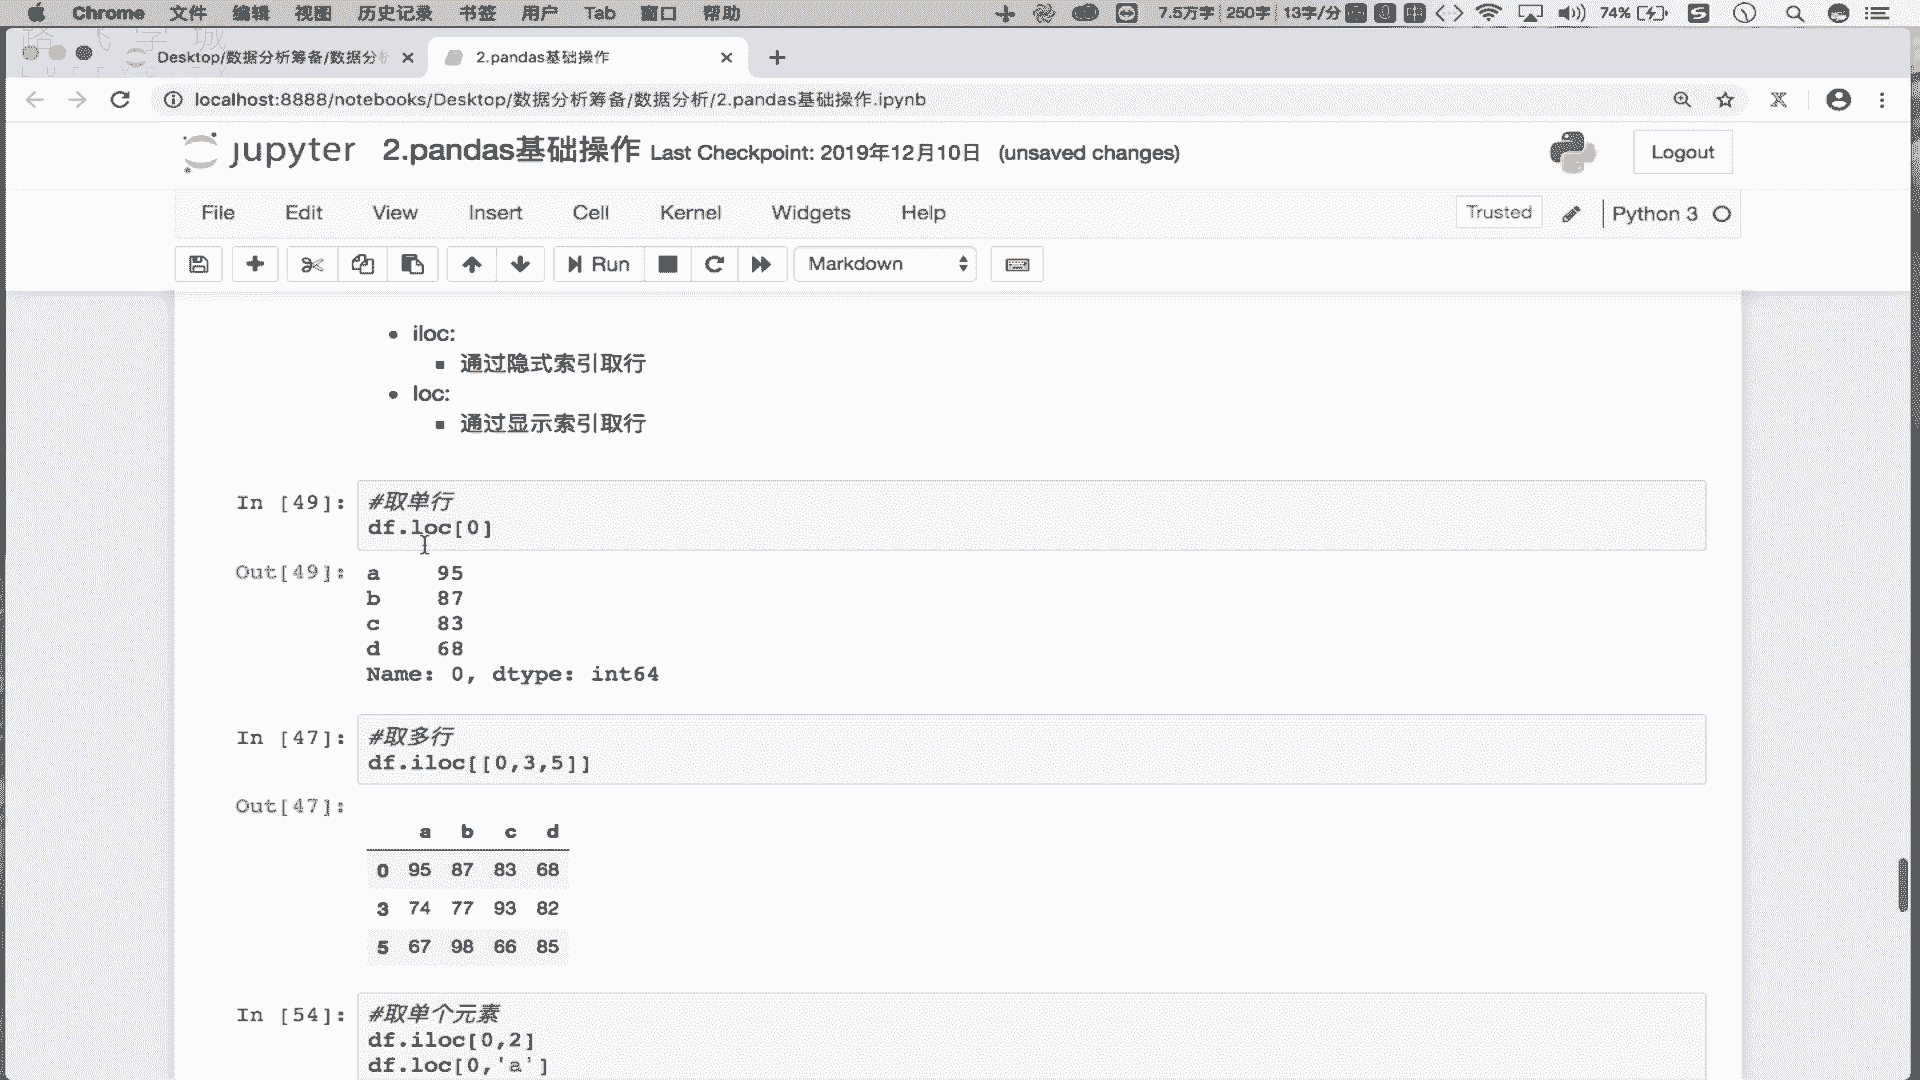 Chrome 文件 编辑 视图 历史记录 书签 用户 Tab 窗口 帮助 7.5万字 250字 13字/分 74%
Desktop/数据分析筹备/数据分析
2.pandas基础操作
localhost:8888/notebooks/Desktop/数据分析筹备/数据分析/2.pandas基础操作.ipynb
jupyter 2.pandas基础操作 Last Checkpoint: 2019年12月10日 (unsaved changes) Logout
File Edit View Insert Cell Kernel Widgets Help Trusted Python 3
Run Markdown
iloc:
通过隐式索引取行
loc:
通过显示索引取行
In [49]: #取单行
df.loc[0]
Out[49]: a 95
b 87
c 83
d 68
Name: 0, dtype: int64
In [47]: #取多行
df.iloc[[0,3,5]]
Out[47]:
a b c d
0 95 87 83 68
3 74 77 93 82
5 67 98 66 85
In [54]: #取单个元素
df.iloc[0,2]
df.loc[0,'a']